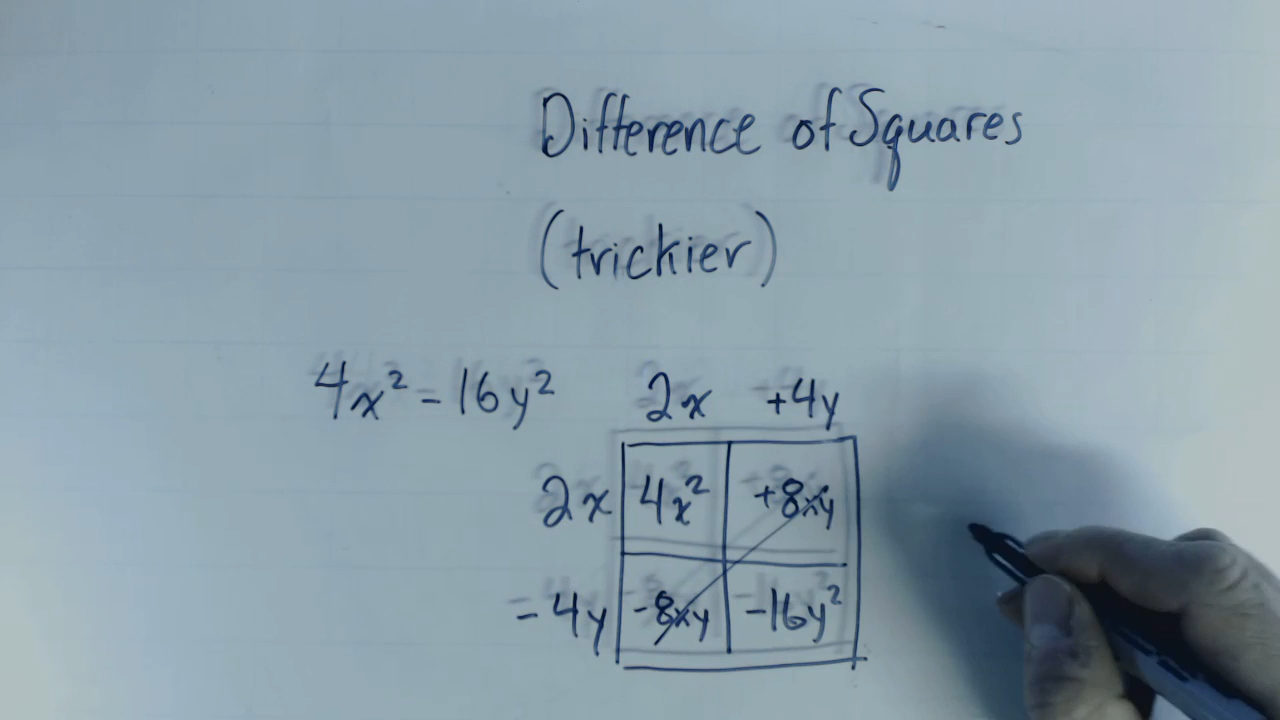 Difference of Squares
(trickier)
4x² - 16y²
2x +4y
2x 4x² +8xy
- 4y -8xy -16y²